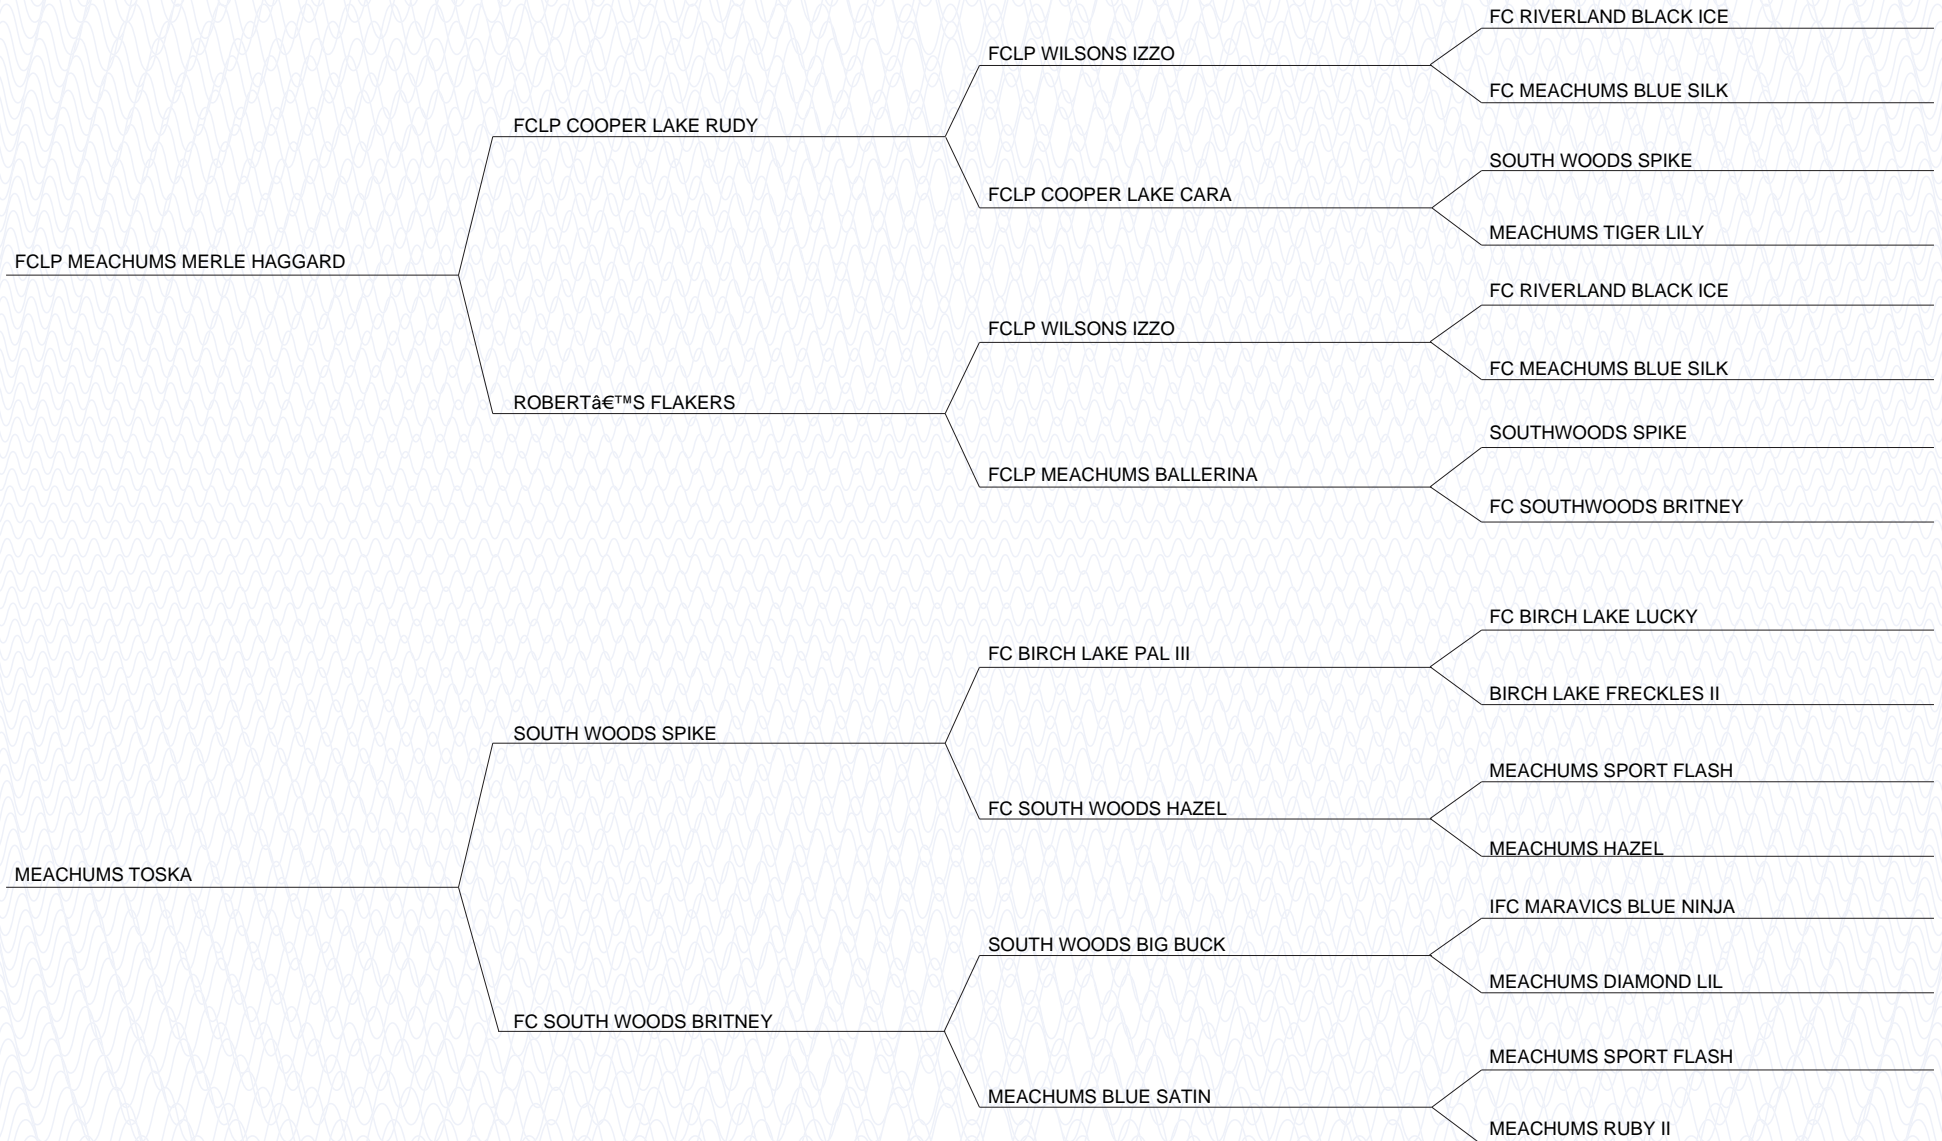 FC RIVERLAND BLACK ICE
FCLP WILSONS IZZO
FC MEACHUMS BLUE SILK
FCLP COOPER LAKE RUDY
SOUTH WOODS SPIKE
FCLP COOPER LAKE CARA
MEACHUMS TIGER LILY
FCLP MEACHUMS MERLE HAGGARD
FC RIVERLAND BLACK ICE
FCLP WILSONS IZZO
FC MEACHUMS BLUE SILK
ROBERTâ€™S FLAKERS
SOUTHWOODS SPIKE
FCLP MEACHUMS BALLERINA
FC SOUTHWOODS BRITNEY
FC BIRCH LAKE LUCKY
FC BIRCH LAKE PAL III
BIRCH LAKE FRECKLES II
SOUTH WOODS SPIKE
MEACHUMS SPORT FLASH
FC SOUTH WOODS HAZEL
MEACHUMS HAZEL
MEACHUMS TOSKA
IFC MARAVICS BLUE NINJA
SOUTH WOODS BIG BUCK
MEACHUMS DIAMOND LIL
FC SOUTH WOODS BRITNEY
MEACHUMS SPORT FLASH
MEACHUMS BLUE SATIN
MEACHUMS RUBY II